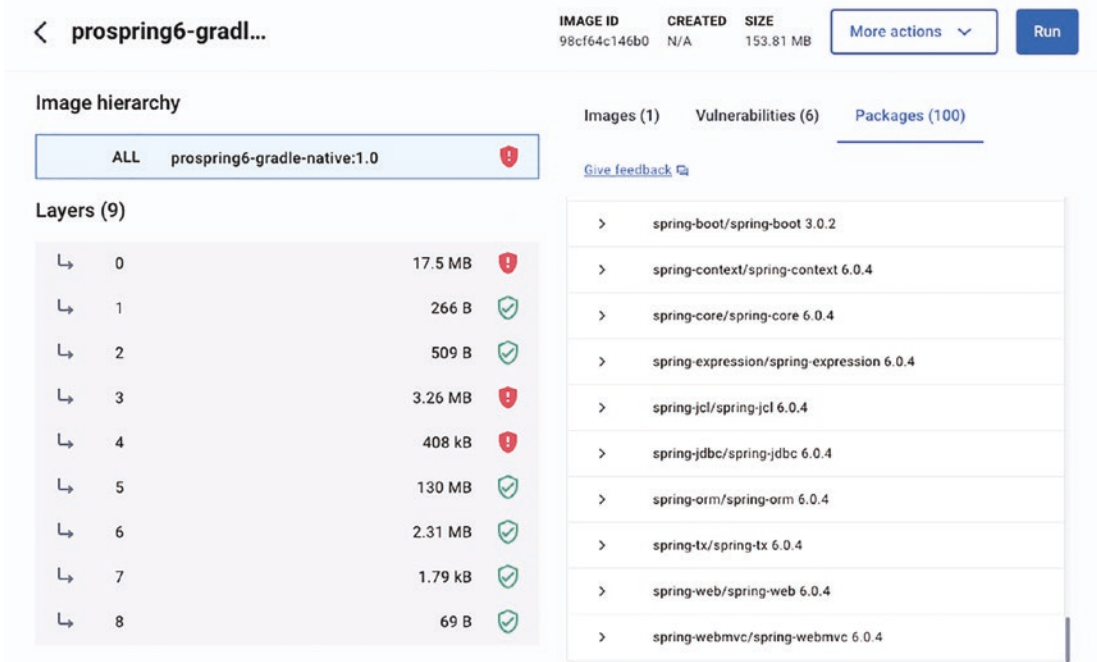 prospring6-gradl...
IMAGE ID CREATED SIZE
98cf64c146b0 N/A 153.81 MB
More actions
Run
Image hierarchy
ALL prospring6-gradle-native:1.0
Layers (9)
0 17.5 MB
1 266 B
2 509 B
3 3.26 MB
4 408 kB
5 130 MB
6 2.31 MB
7 1.79 kB
8 69 B
Images (1) Vulnerabilities (6) Packages (100)
Give feedback
spring-boot/spring-boot 3.0.2
spring-context/spring-context 6.0.4
spring-core/spring-core 6.0.4
spring-expression/spring-expression 6.0.4
spring-jcl/spring-jcl 6.0.4
spring-jdbc/spring-jdbc 6.0.4
spring-orm/spring-orm 6.0.4
spring-tx/spring-tx 6.0.4
spring-web/spring-web 6.0.4
spring-webmvc/spring-webmvc 6.0.4